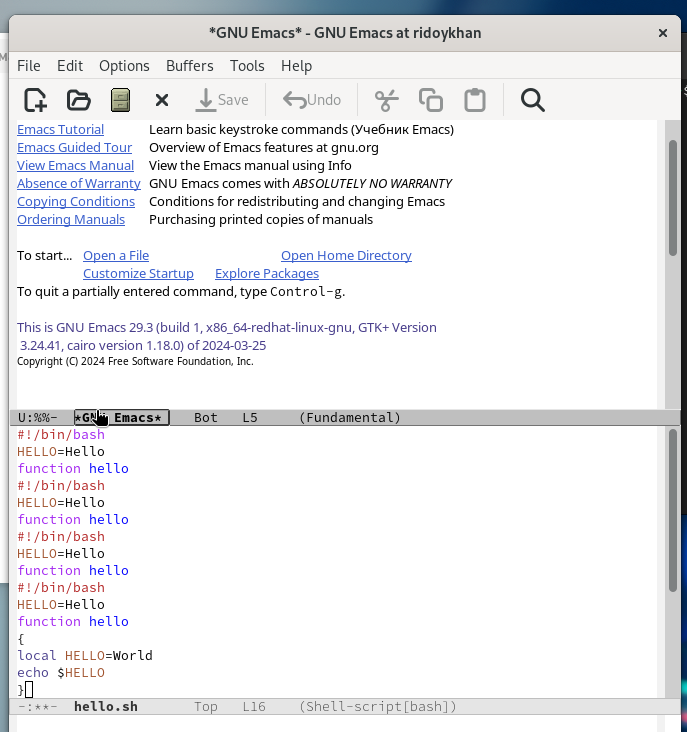 *GNU Emacs* - GNU Emacs at ridoykhan
File Edit Options Buffers Tools Help
Save Undo
Emacs Tutorial Learn basic keystroke commands (Учебник Emacs)
Emacs Guided Tour Overview of Emacs features at gnu.org
View Emacs Manual View the Emacs manual using Info
Absence of Warranty GNU Emacs comes with ABSOLUTELY NO WARRANTY
Copying Conditions Conditions for redistributing and changing Emacs
Ordering Manuals Purchasing printed copies of manuals
To start... Open a File Open Home Directory
Customize Startup Explore Packages
To quit a partially entered command, type Control-g.
This is GNU Emacs 29.3 (build 1, x86_64-redhat-linux-gnu, GTK+ Version
3.24.41, cairo version 1.18.0) of 2024-03-25
Copyright (C) 2024 Free Software Foundation, Inc.
U:%%- *GNU Emacs* Bot L5 (Fundamental)
#!/bin/bash
HELLO=Hello
function hello
#!/bin/bash
HELLO=Hello
function hello
#!/bin/bash
HELLO=Hello
function hello
#!/bin/bash
HELLO=Hello
function hello
{
local HELLO=World
echo $HELLO
}
-:**- hello.sh Top L16 (Shell-script[bash])